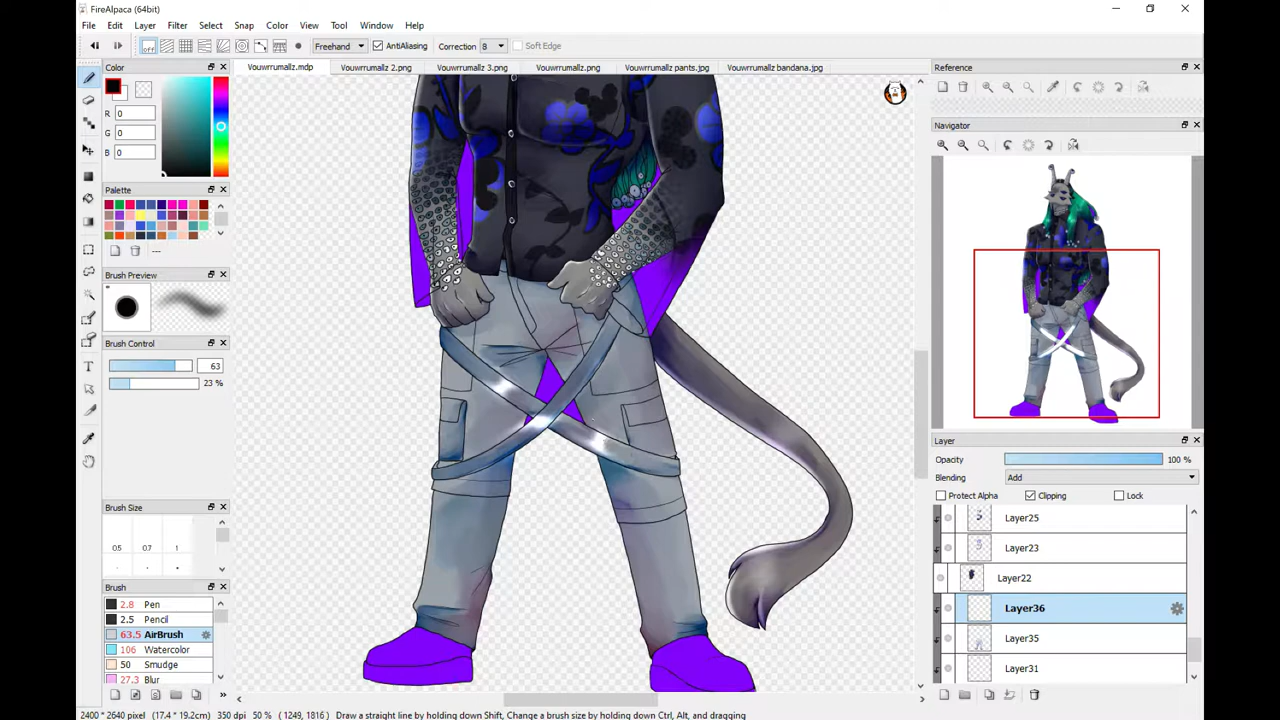 FireAlpaca (64bit)
File Edit Layer Filter Select Snap Color View Tool Window Help
off Freehand AntiAliasing Correction 8 Soft Edge
Color
R 0
G 0
B 0
Palette
---
Brush Preview
Brush Control
63
23 %
Brush Size
05 07 1
Brush
2.8 Pen
2.5 Pencil
63.5 AirBrush
106 Watercolor
50 Smudge
27.3 Blur
Vouwrrumallz.mdp Vouwrrumallz 2.png Vouwrrumallz 3.png Vouwrrumallz.png Vouwrrumallz pants.jpg Vouwrrumallz bandana.jpg
Reference
Navigator
Layer
Opacity 100 %
Blending Add
Protect Alpha Clipping Lock
Layer25
Layer23
Layer22
Layer36
Layer35
Layer31
2400 * 2640 pixel (17.4 * 19.2cm) 350 dpi 50 % ( 1249, 1816 ) Draw a straight line by holding down Shift, Change a brush size by holding down Ctrl, Alt, and dragging